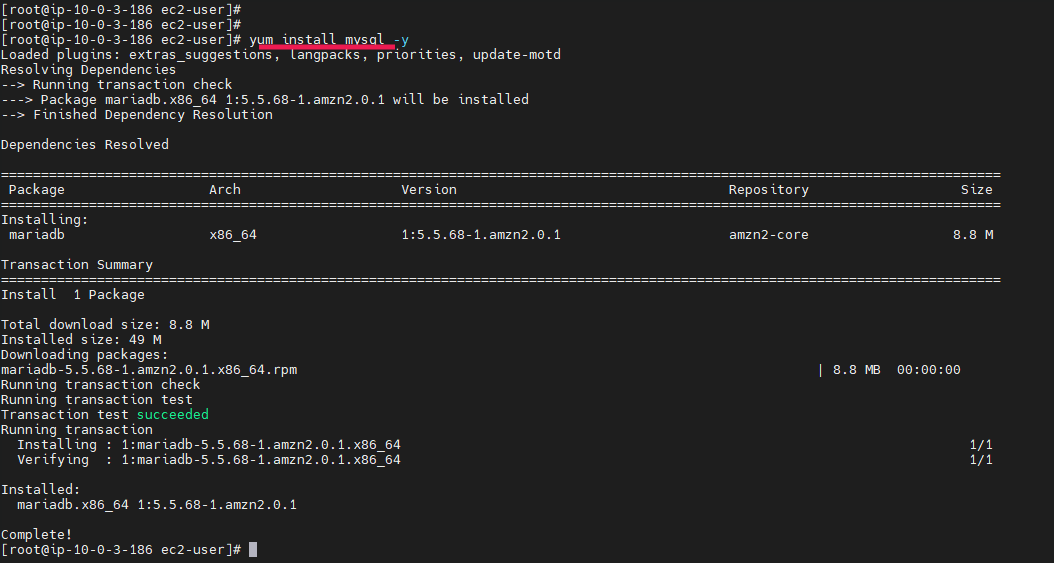 [root@ip-10-0-3-186 ec2-user]#
[root@ip-10-0-3-186 ec2-user]#
[root@ip-10-0-3-186 ec2-user]# yum install mysql -y
Loaded plugins: extras_suggestions, langpacks, priorities, update-motd
Resolving Dependencies
--> Running transaction check
---> Package mariadb.x86_64 1:5.5.68-1.amzn2.0.1 will be installed
--> Finished Dependency Resolution

Dependencies Resolved

=============================================================================================================================
 Package                  Arch                    Version                                  Repository                   Size
=============================================================================================================================
Installing:
 mariadb                  x86_64                  1:5.5.68-1.amzn2.0.1                     amzn2-core                  8.8 M

Transaction Summary
=============================================================================================================================
Install  1 Package

Total download size: 8.8 M
Installed size: 49 M
Downloading packages:
mariadb-5.5.68-1.amzn2.0.1.x86_64.rpm                                                                 | 8.8 MB  00:00:00
Running transaction check
Running transaction test
Transaction test succeeded
Running transaction
  Installing : 1:mariadb-5.5.68-1.amzn2.0.1.x86_64                                                                       1/1
  Verifying  : 1:mariadb-5.5.68-1.amzn2.0.1.x86_64                                                                       1/1

Installed:
  mariadb.x86_64 1:5.5.68-1.amzn2.0.1

Complete!
[root@ip-10-0-3-186 ec2-user]#